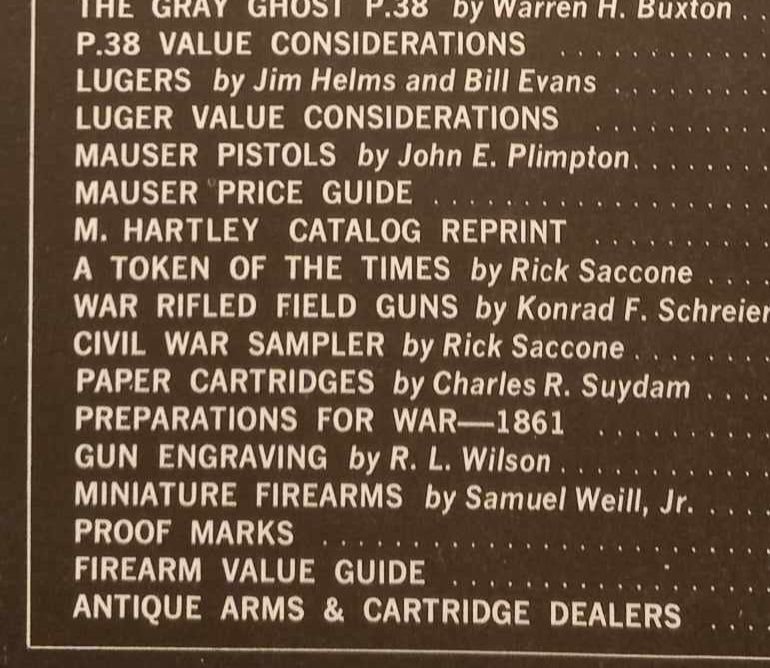 THE GRAY GHOST P.38 by Warren H. Buxton . .
P.38 VALUE CONSIDERATIONS . . . . . . . . . .
LUGERS by Jim Helms and Bill Evans . . . . . . . .
LUGER VALUE CONSIDERATIONS . . . . . . . . .
MAUSER PISTOLS by John E. Plimpton. . . . . . .
MAUSER PRICE GUIDE . . . . . . . . . . . . . . . . .
M. HARTLEY CATALOG REPRINT . . . . . . . . .
A TOKEN OF THE TIMES by Rick Saccone . . . .
WAR RIFLED FIELD GUNS by Konrad F. Schreier
CIVIL WAR SAMPLER by Rick Saccone . . . . . . .
PAPER CARTRIDGES by Charles R. Suydam . . . .
PREPARATIONS FOR WAR—1861 . . . . . . . . .
GUN ENGRAVING by R. L. Wilson . . . . . . . . . .
MINIATURE FIREARMS by Samuel Weill, Jr. . . . .
PROOF MARKS . . . . . . . . . . . . . . . . . . . . . . .
FIREARM VALUE GUIDE . . . . . . . . . . . . . . . .
ANTIQUE ARMS & CARTRIDGE DEALERS . . . .